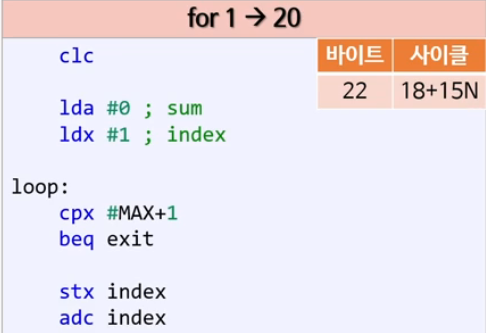 for 1 → 20
clc
바이트 사이클
22 18+15N
lda #0 ; sum
ldx #1 ; index
loop:
cpx #MAX+1
beq exit
stx index
adc index